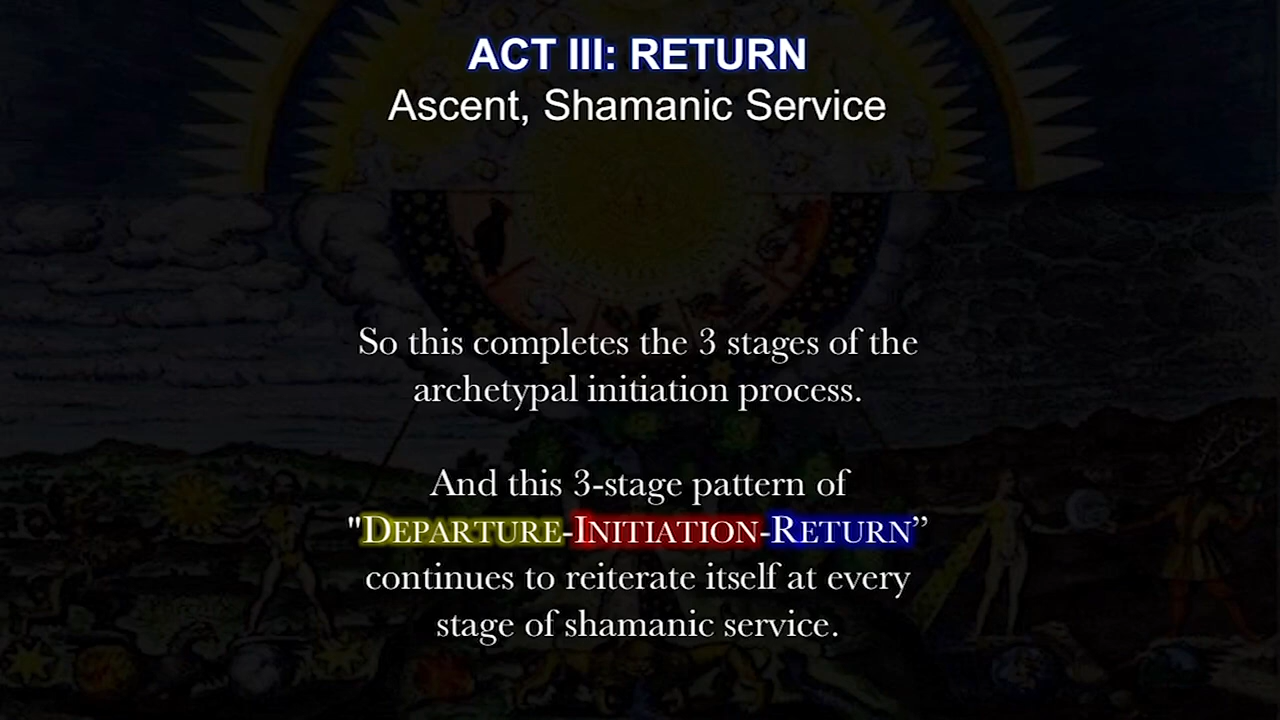 ACT III: RETURN
Ascent, Shamanic Service
So this completes the 3 stages of the
archetypal initiation process.
And this 3-stage pattern of
"DEPARTURE-INITIATION-RETURN”
continues to reiterate itself at every
stage of shamanic service.